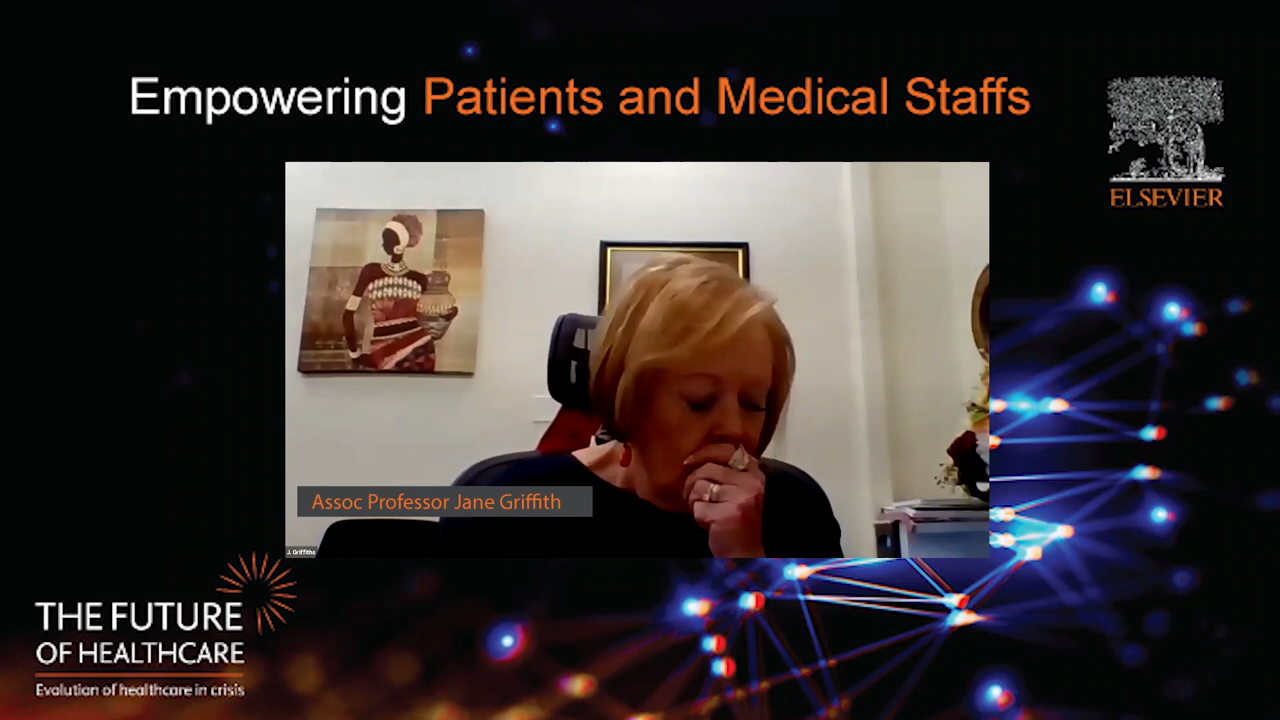 Empowering Patients and Medical Staffs
ELSEVIER
Assoc Professor Jane Griffith
J. Griffiths
THE FUTURE
OF HEALTHCARE
Evolution of healthcare in crisis